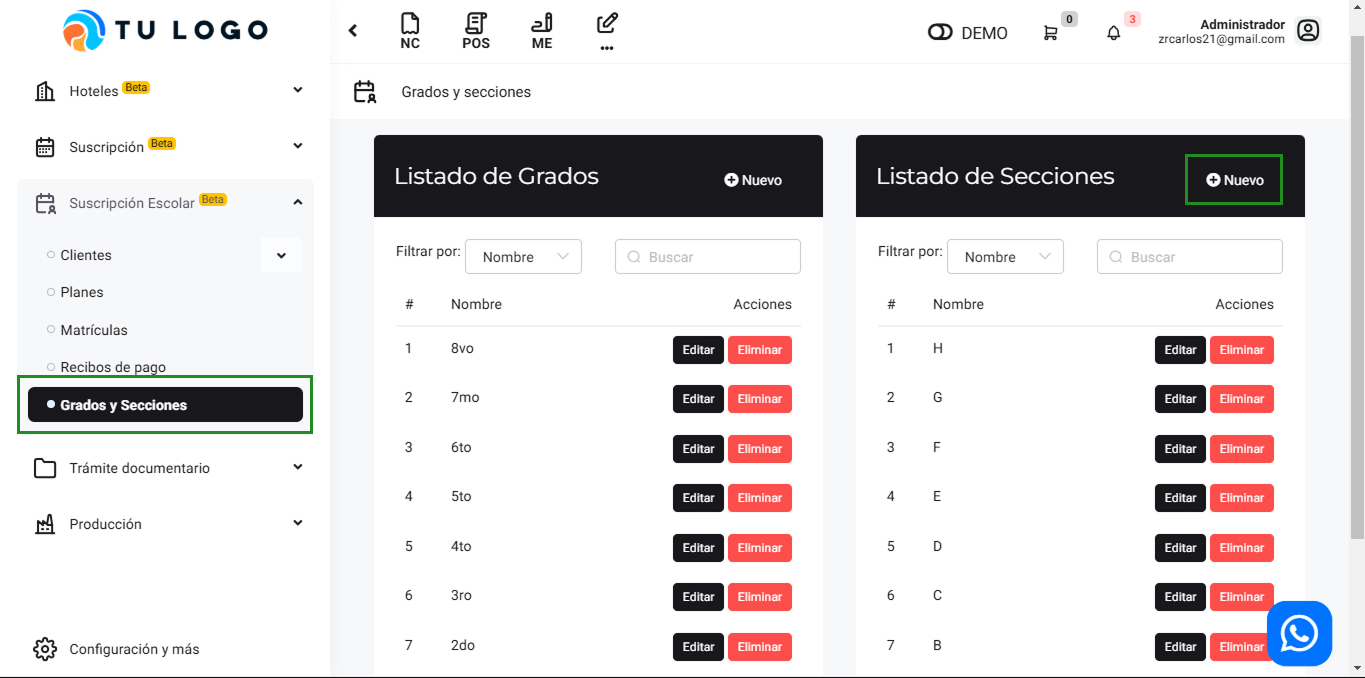 TU LOGO
NC
POS
ME
...
DEMO
0
3
Administrador
zrcarlos21@gmail.com
Hoteles Beta
Suscripción Beta
Suscripción Escolar Beta
Clientes
Planes
Matrículas
Recibos de pago
Grados y Secciones
Trámite documentario
Producción
Configuración y más
Grados y secciones
Listado de Grados
Nuevo
Filtrar por: Nombre Buscar
# Nombre Acciones
1 8vo Editar Eliminar
2 7mo Editar Eliminar
3 6to Editar Eliminar
4 5to Editar Eliminar
5 4to Editar Eliminar
6 3ro Editar Eliminar
7 2do Editar Eliminar
Listado de Secciones
Nuevo
Filtrar por: Nombre Buscar
# Nombre Acciones
1 H Editar Eliminar
2 G Editar Eliminar
3 F Editar Eliminar
4 E Editar Eliminar
5 D Editar Eliminar
6 C Editar Eliminar
7 B Editar Eliminar